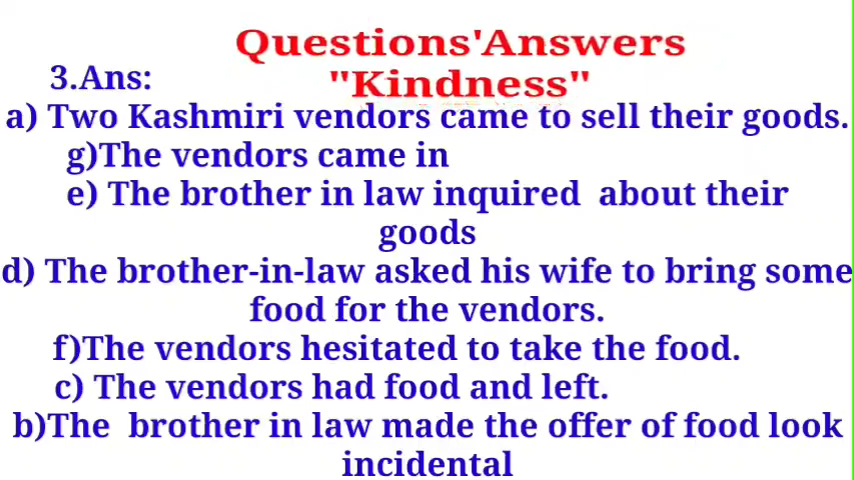 Questions'Answers
3.Ans:
"Kindness"
a) Two Kashmiri vendors came to sell their goods.
g)The vendors came in
e) The brother in law inquired  about their
goods
d) The brother-in-law asked his wife to bring some
food for the vendors.
f)The vendors hesitated to take the food.
c) The vendors had food and left.
b)The  brother in law made the offer of food look
incidental